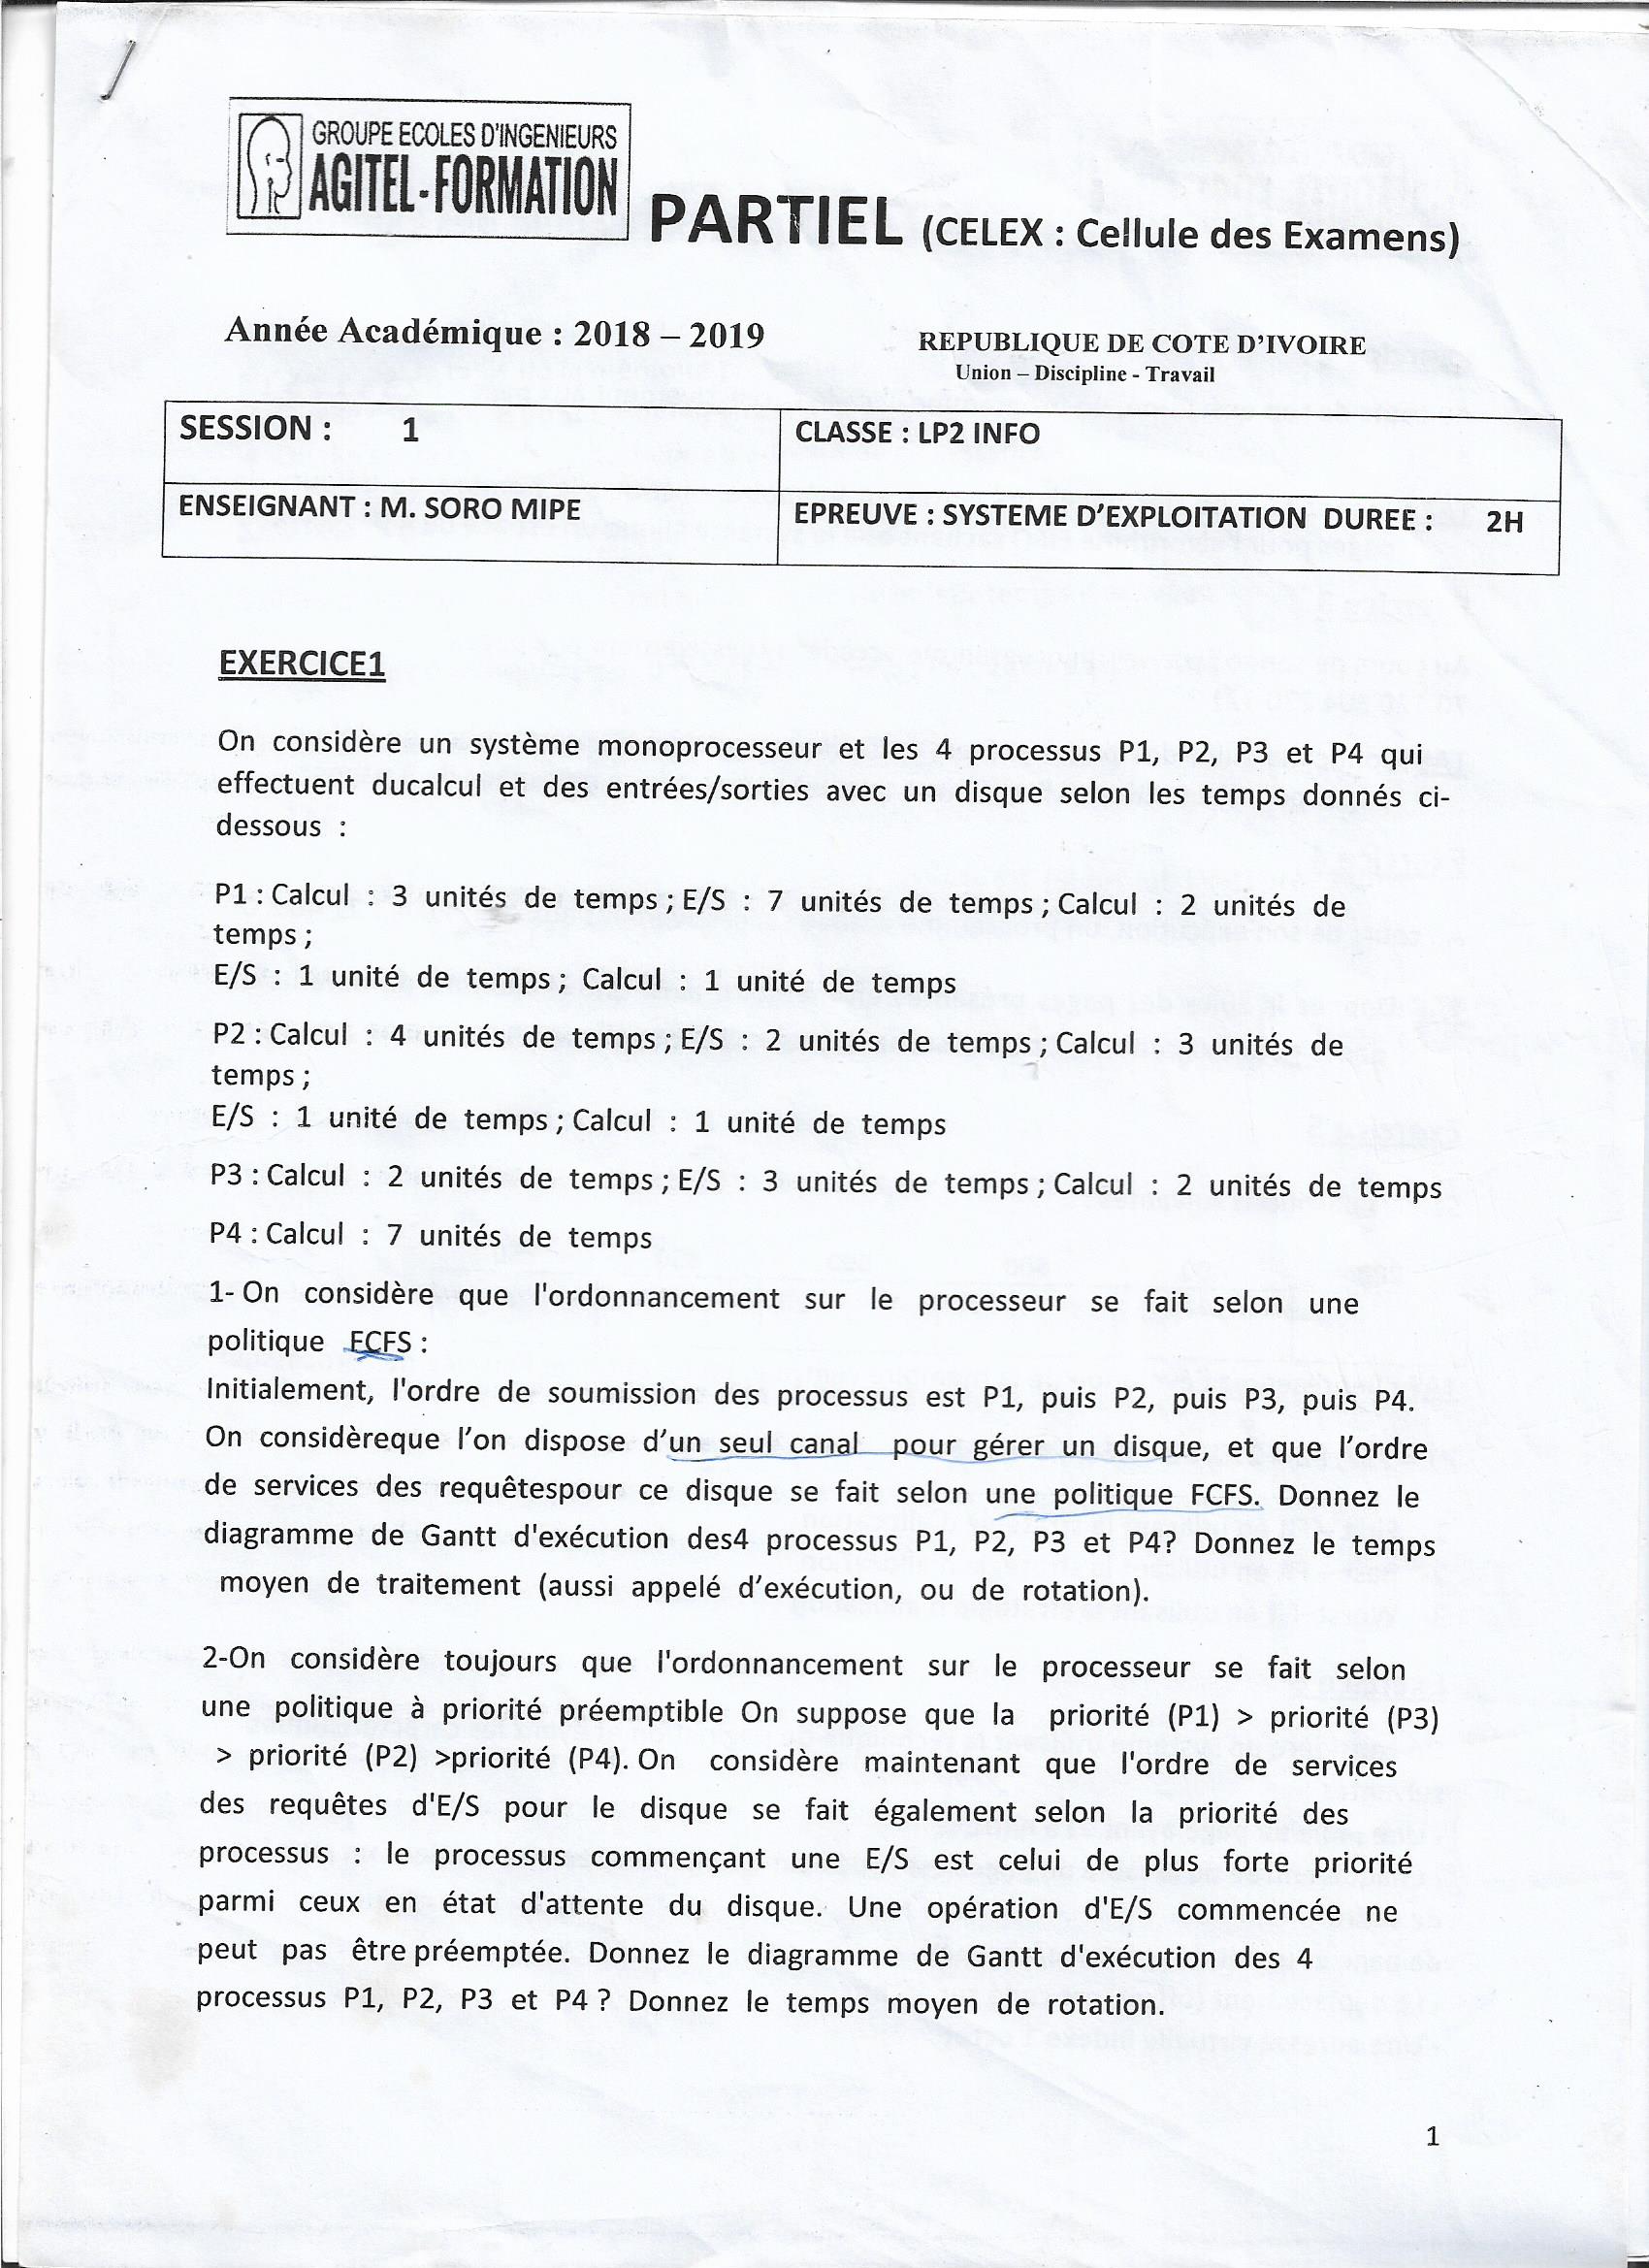 GROUPE ECOLES D'INGENIEURS
AGITEL-FORMATION
PARTIEL (CELEX : Cellule des Examens)
Année Académique : 2018 – 2019
REPUBLIQUE DE COTE D'IVOIRE
Union – Discipline - Travail
SESSION : 1
CLASSE : LP2 INFO
ENSEIGNANT : M. SORO MIPE
EPREUVE : SYSTEME D'EXPLOITATION DUREE : 2H
EXERCICE1
On considère un système monoprocesseur et les 4 processus P1, P2, P3 et P4 qui
effectuent ducalcul et des entrées/sorties avec un disque selon les temps donnés ci-
dessous :
P1 : Calcul : 3 unités de temps ; E/S : 7 unités de temps ; Calcul : 2 unités de
temps ;
E/S : 1 unité de temps ; Calcul : 1 unité de temps
P2 : Calcul : 4 unités de temps ; E/S : 2 unités de temps ; Calcul : 3 unités de
temps ;
E/S : 1 unité de temps ; Calcul : 1 unité de temps
P3 : Calcul : 2 unités de temps ; E/S : 3 unités de temps ; Calcul : 2 unités de temps
P4 : Calcul : 7 unités de temps
1- On considère que l'ordonnancement sur le processeur se fait selon une
politique FCFS :
Initialement, l'ordre de soumission des processus est P1, puis P2, puis P3, puis P4.
On considèreque l'on dispose d'un seul canal pour gérer un disque, et que l'ordre
de services des requêtespour ce disque se fait selon une politique FCFS. Donnez le
diagramme de Gantt d'exécution des4 processus P1, P2, P3 et P4? Donnez le temps
moyen de traitement (aussi appelé d'exécution, ou de rotation).
2-On considère toujours que l'ordonnancement sur le processeur se fait selon
une politique à priorité préemptible On suppose que la priorité (P1) > priorité (P3)
> priorité (P2) >priorité (P4). On considère maintenant que l'ordre de services
des requêtes d'E/S pour le disque se fait également selon la priorité des
processus : le processus commençant une E/S est celui de plus forte priorité
parmi ceux en état d'attente du disque. Une opération d'E/S commencée ne
peut pas être préemptée. Donnez le diagramme de Gantt d'exécution des 4
processus P1, P2, P3 et P4 ? Donnez le temps moyen de rotation.
1